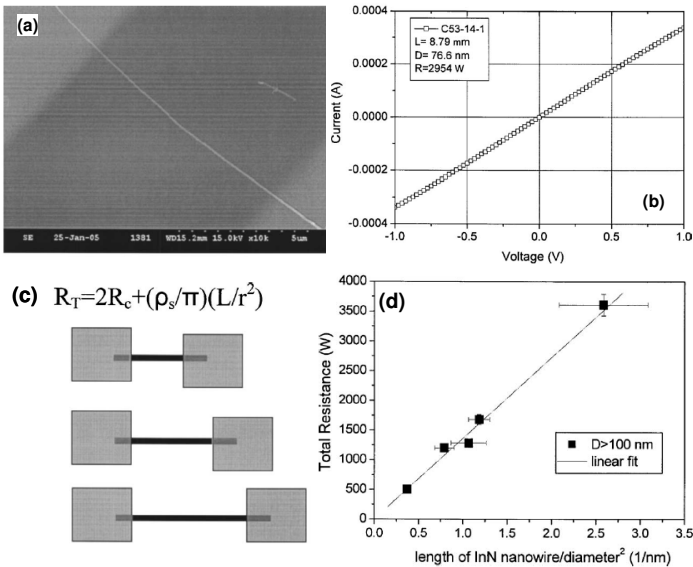 (a)
SE 25-Jan-05 1381 WD15.2mm 15.0kV x10k 5um
0.0004
0.0002
0.0000
-0.0002
-0.0004
Current (A)
C53-14-1
L= 8.79 mm
D= 76.6 nm
R=2954 W
(b)
-1.0 -0.5 0.0 0.5 1.0
Voltage (V)
(c) R_T=2R_c+(ρ_s/π)(L/r²)
(d)
4000
3500
3000
2500
2000
1500
1000
500
0
Total Resistance (W)
D>100 nm
linear fit
0.0 0.5 1.0 1.5 2.0 2.5 3.0 3.5
length of InN nanowire/diameter² (1/nm)